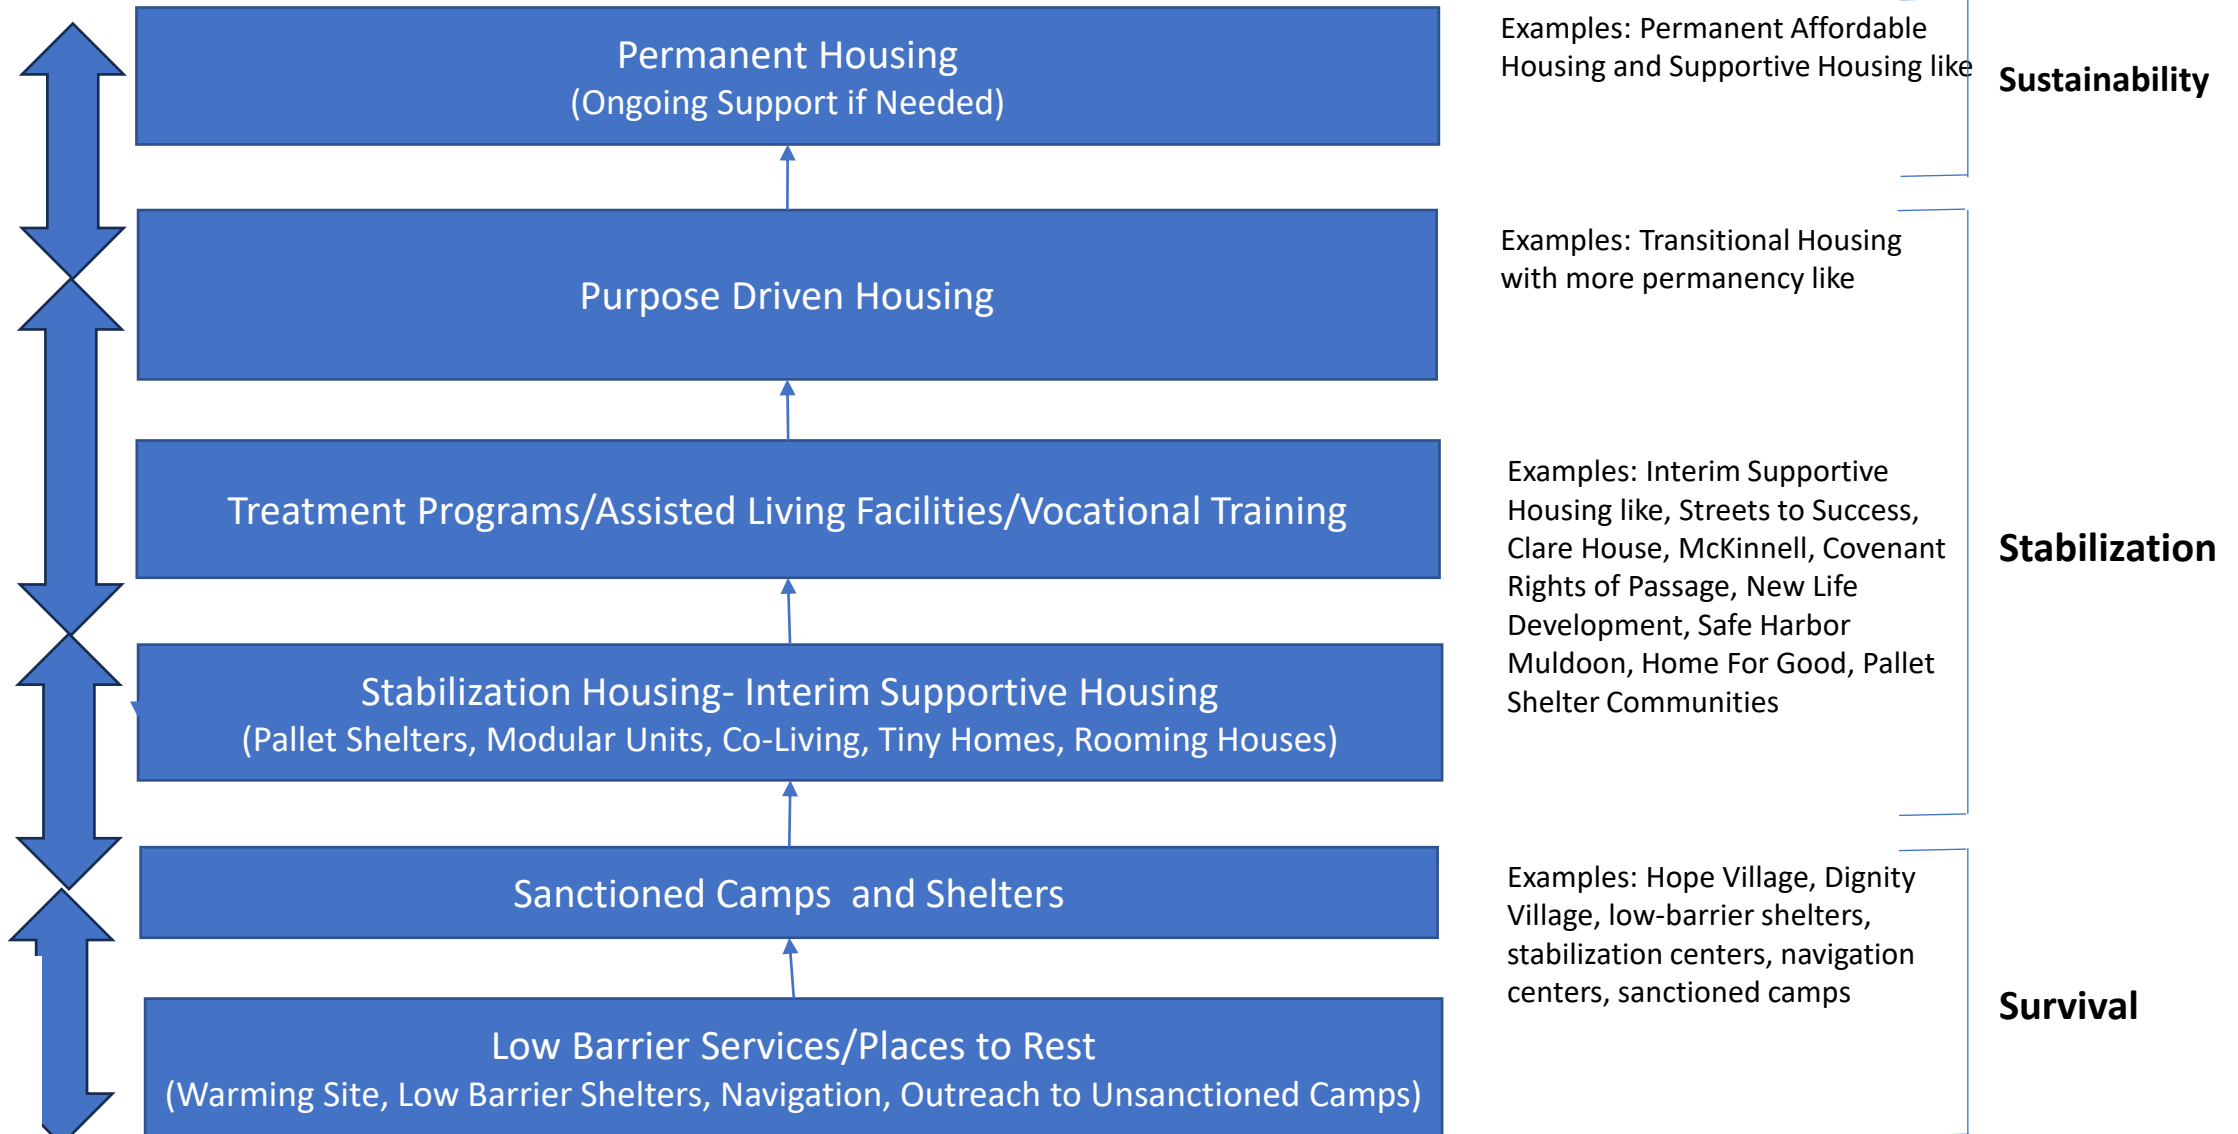 Permanent Housing
(Ongoing Support if Needed)
Examples: Permanent Affordable
Housing and Supportive Housing like
Sustainability
Purpose Driven Housing
Examples: Transitional Housing
with more permanency like
Treatment Programs/Assisted Living Facilities/Vocational Training
Examples: Interim Supportive
Housing like, Streets to Success,
Clare House, McKinnell, Covenant
Rights of Passage, New Life
Development, Safe Harbor
Muldoon, Home For Good, Pallet
Shelter Communities
Stabilization
Stabilization Housing- Interim Supportive Housing
(Pallet Shelters, Modular Units, Co-Living, Tiny Homes, Rooming Houses)
Sanctioned Camps  and Shelters
Examples: Hope Village, Dignity
Village, low-barrier shelters,
stabilization centers, navigation
centers, sanctioned camps
Survival
Low Barrier Services/Places to Rest
(Warming Site, Low Barrier Shelters, Navigation, Outreach to Unsanctioned Camps)